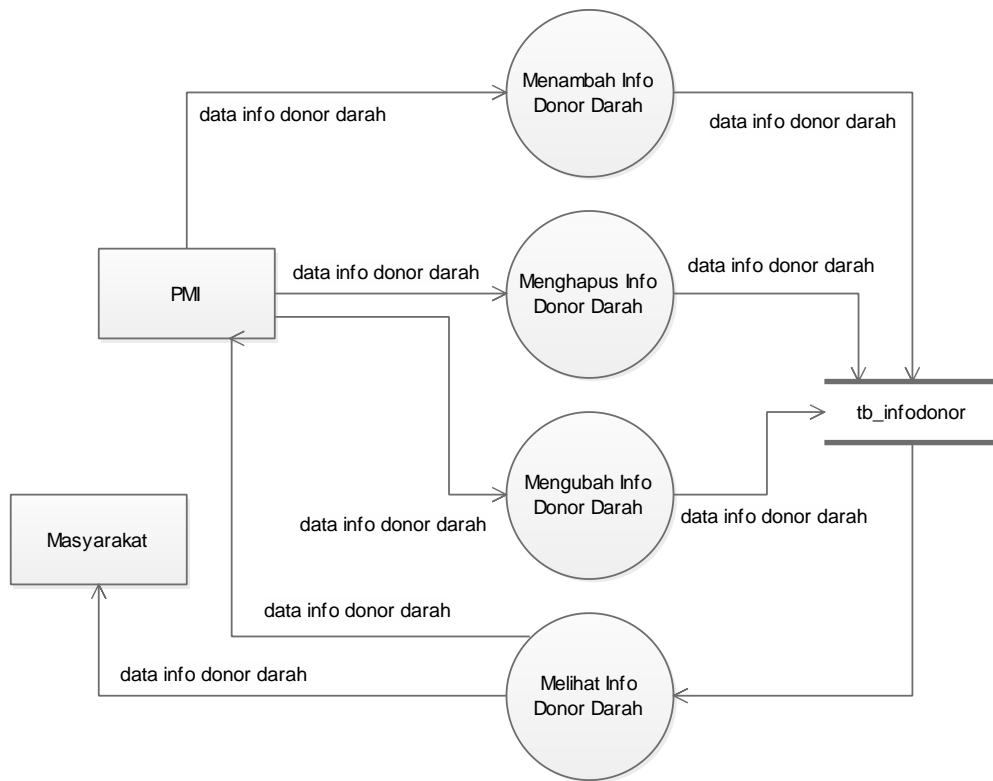 Menambah Info
Donor Darah
data info donor darah
data info donor darah
PMI
data info donor darah
Menghapus Info
Donor Darah
data info donor darah
tb_infodonor
Mengubah Info
Donor Darah
data info donor darah
data info donor darah
Masyarakat
data info donor darah
data info donor darah
Melihat Info
Donor Darah